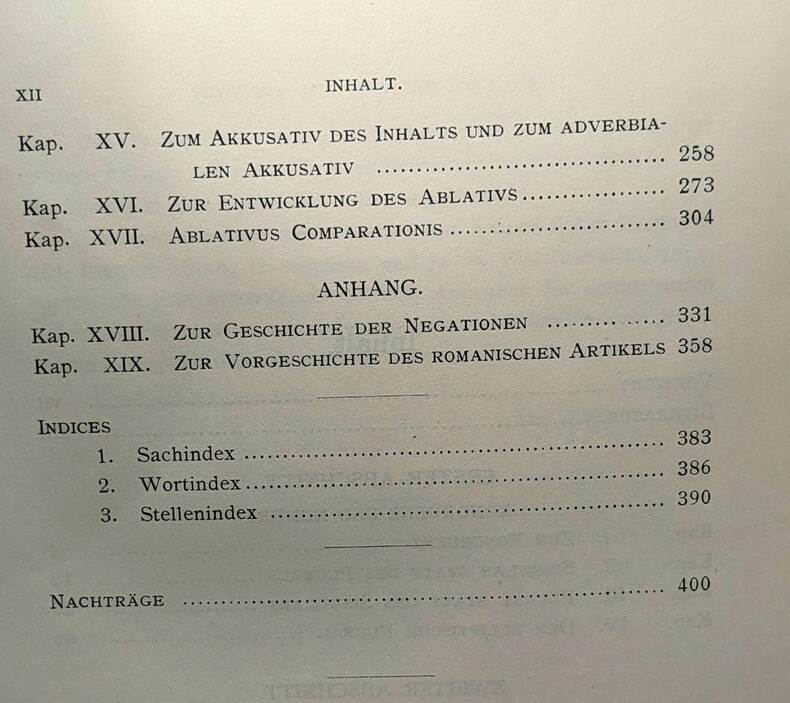 XII INHALT.
Kap. XV. ZUM AKKUSATIV DES INHALTS UND ZUM ADVERBIA-
LEN AKKUSATIV .................................. 258
Kap. XVI. ZUR ENTWICKLUNG DES ABLATIVS................. 273
Kap. XVII. ABLATIVUS COMPARATIONIS .......................... 304
ANHANG.
Kap. XVIII. ZUR GESCHICHTE DER NEGATIONEN .............. 331
Kap. XIX. ZUR VORGESCHICHTE DES ROMANISCHEN ARTIKELS 358
INDICES
1. Sachindex .................................................. 383
2. Wortindex.................................................. 386
3. Stellenindex ............................................... 390
NACHTRÄGE .......................................................... 400